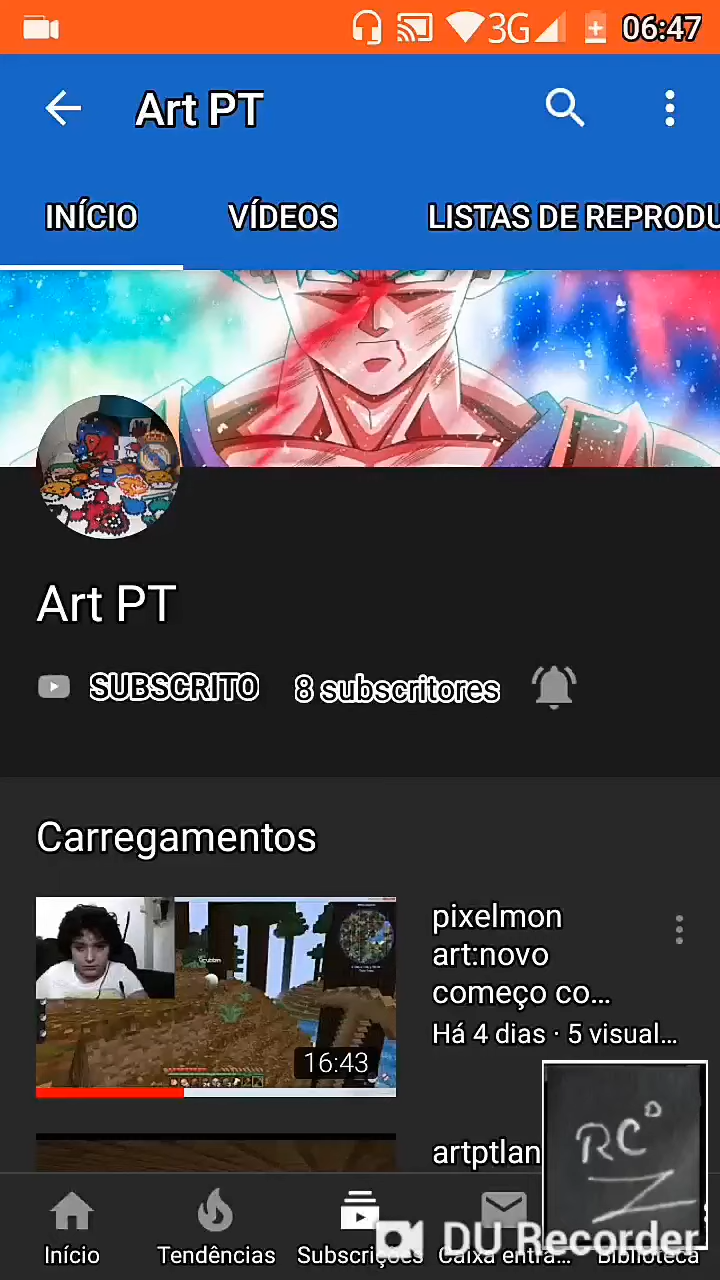 3G 06:47
Art PT
INÍCIO VÍDEOS LISTAS DE REPRODU
Art PT
SUBSCRITO 8 subscritores
Carregamentos
pixelmon
art:novo
começo co...
Há 4 dias · 5 visual...
16:43
artptlan
RC°
DU Recorder
Início Tendências Subscrições Caixa entra... Biblioteca